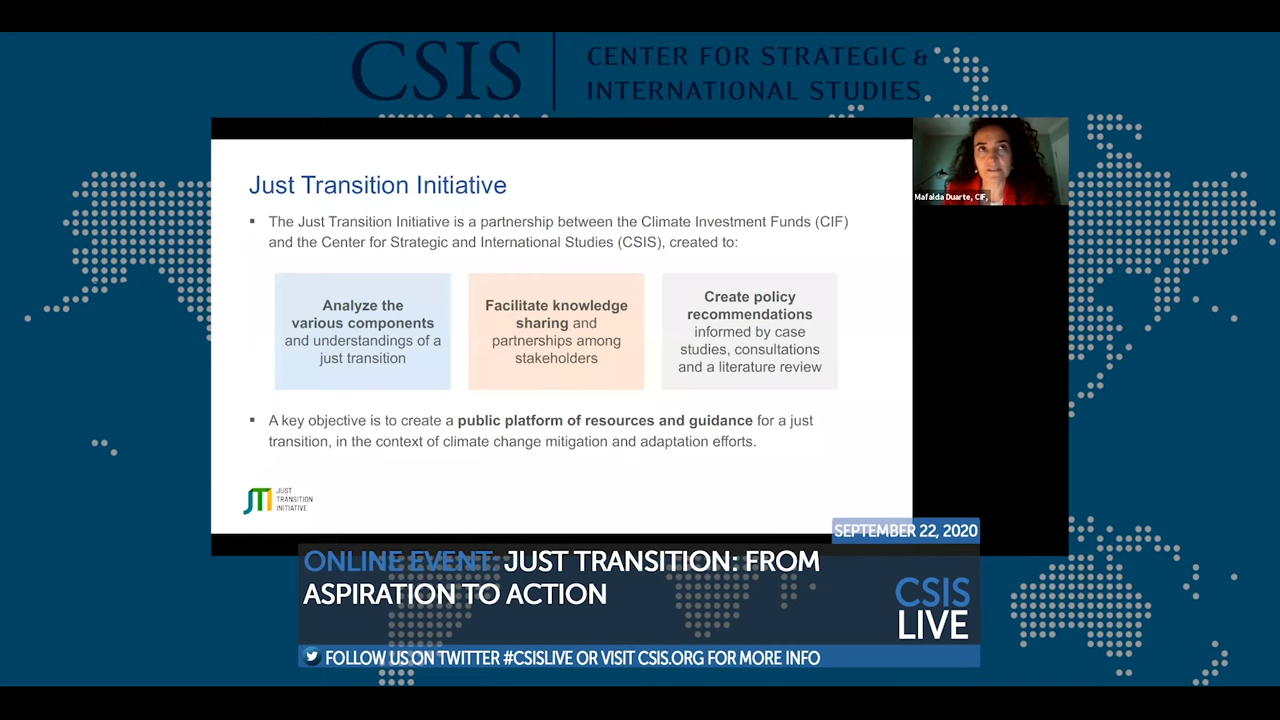 CSIS
CENTER FOR STRATEGIC &
INTERNATIONAL STUDIES
Just Transition Initiative
▪ The Just Transition Initiative is a partnership between the Climate Investment Funds (CIF)
and the Center for Strategic and International Studies (CSIS), created to:
Analyze the
various components
and understandings of a
just transition
Facilitate knowledge
sharing and
partnerships among
stakeholders
Create policy
recommendations
informed by case
studies, consultations
and a literature review
▪ A key objective is to create a public platform of resources and guidance for a just
transition, in the context of climate change mitigation and adaptation efforts.
JTI
JUST
TRANSITION
INITIATIVE
Mafalda Duarte, CIF,
SEPTEMBER 22, 2020
ONLINE EVENT: JUST TRANSITION: FROM
ASPIRATION TO ACTION
CSIS
LIVE
FOLLOW US ON TWITTER #CSISLIVE OR VISIT CSIS.ORG FOR MORE INFO